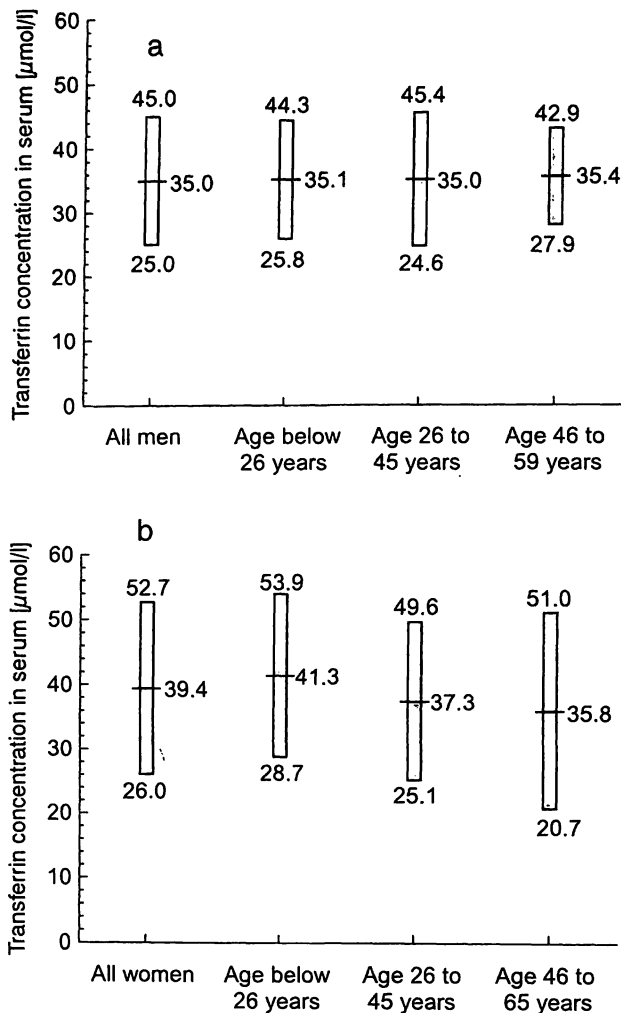 a
Transferrin concentration in serum [µmol/l]
60
50
40
30
20
10
0
45.0
35.0
25.0
44.3
35.1
25.8
45.4
35.0
24.6
42.9
35.4
27.9
All men
Age below
26 years
Age 26 to
45 years
Age 46 to
59 years
b
Transferrin concentration in serum [µmol/l]
60
50
40
30
20
10
0
52.7
39.4
26.0
53.9
41.3
28.7
49.6
37.3
25.1
51.0
35.8
20.7
All women
Age below
26 years
Age 26 to
45 years
Age 46 to
65 years